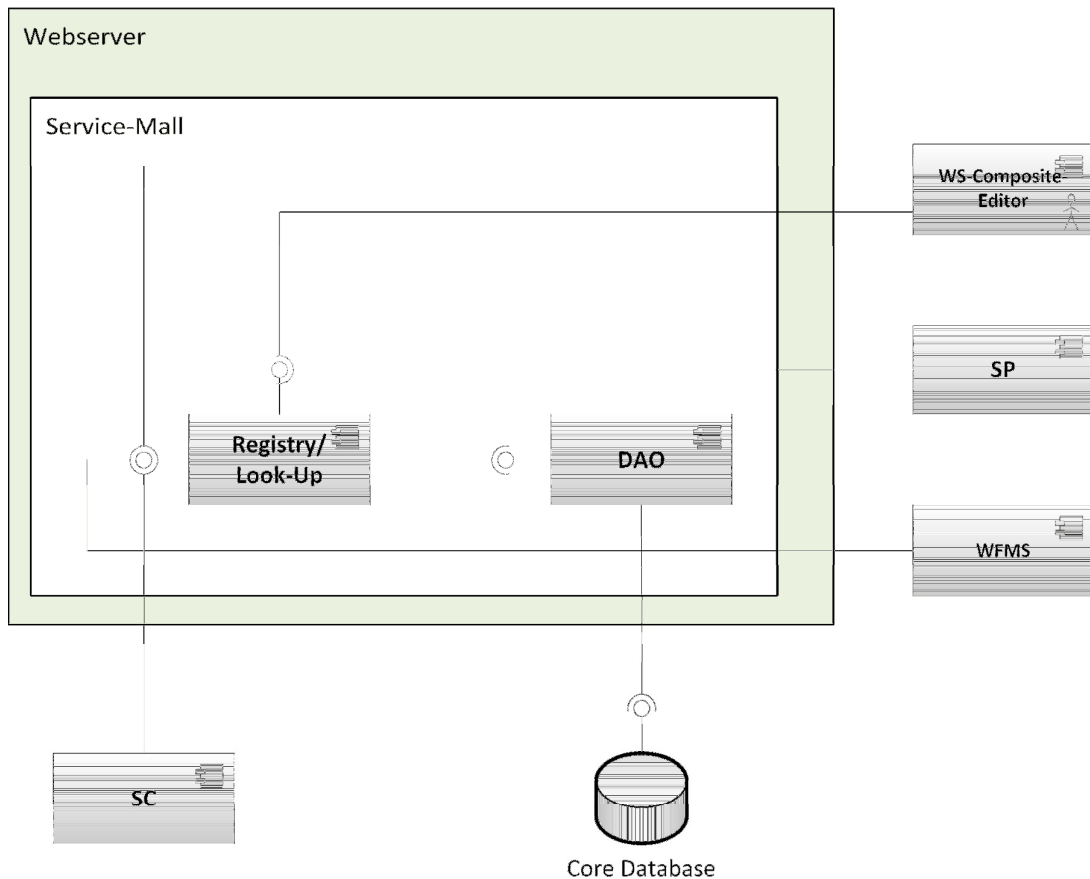 Webserver
Service-Mall
WS-Composite-
Editor
SP
Registry/
Look-Up
DAO
WFMS
SC
Core Database